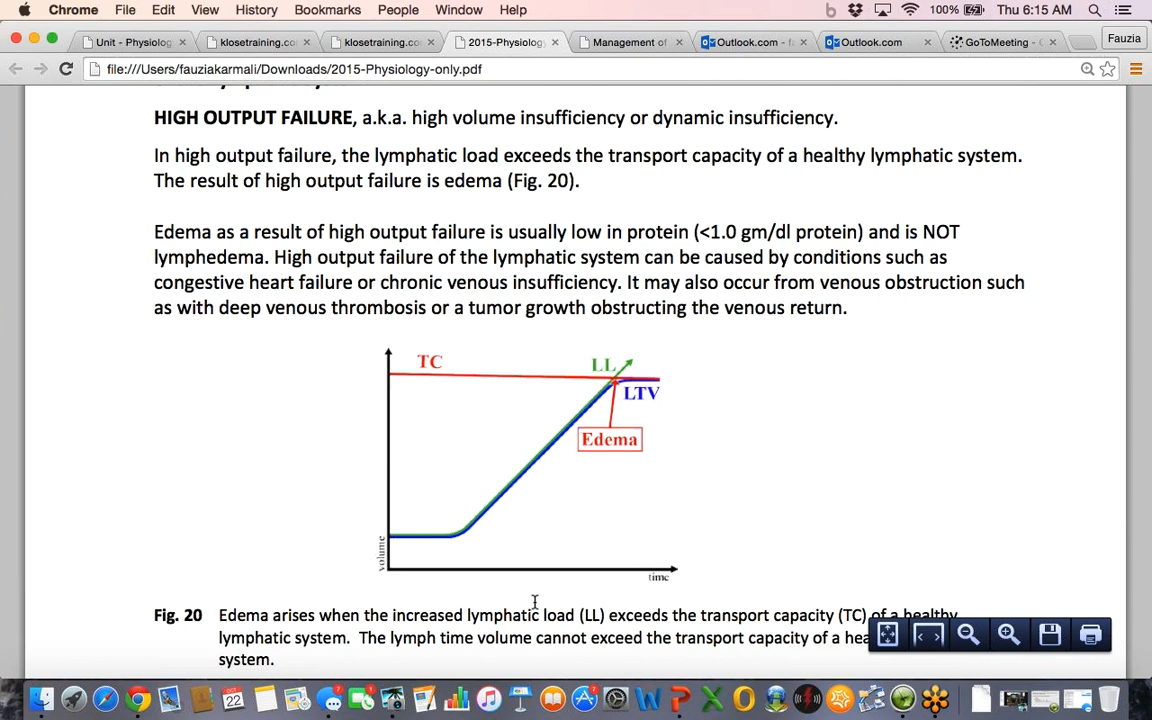 Chrome File Edit View History Bookmarks People Window Help 100% Thu 6:15 AM
Unit - Physiolog klosetraining.co klosetraining.co 2015-Physiolog Management of Outlook.com - f Outlook.com GoToMeeting - Fauzia
file:///Users/fauziakarmali/Downloads/2015-Physiology-only.pdf
HIGH OUTPUT FAILURE, a.k.a. high volume insufficiency or dynamic insufficiency.
In high output failure, the lymphatic load exceeds the transport capacity of a healthy lymphatic system.
The result of high output failure is edema (Fig. 20).
Edema as a result of high output failure is usually low in protein (<1.0 gm/dl protein) and is NOT
lymphedema. High output failure of the lymphatic system can be caused by conditions such as
congestive heart failure or chronic venous insufficiency. It may also occur from venous obstruction such
as with deep venous thrombosis or a tumor growth obstructing the venous return.
TC
LL
LTV
Edema
volume
time
Fig. 20 Edema arises when the increased lymphatic load (LL) exceeds the transport capacity (TC) of a healthy
lymphatic system. The lymph time volume cannot exceed the transport capacity of a hea
system.